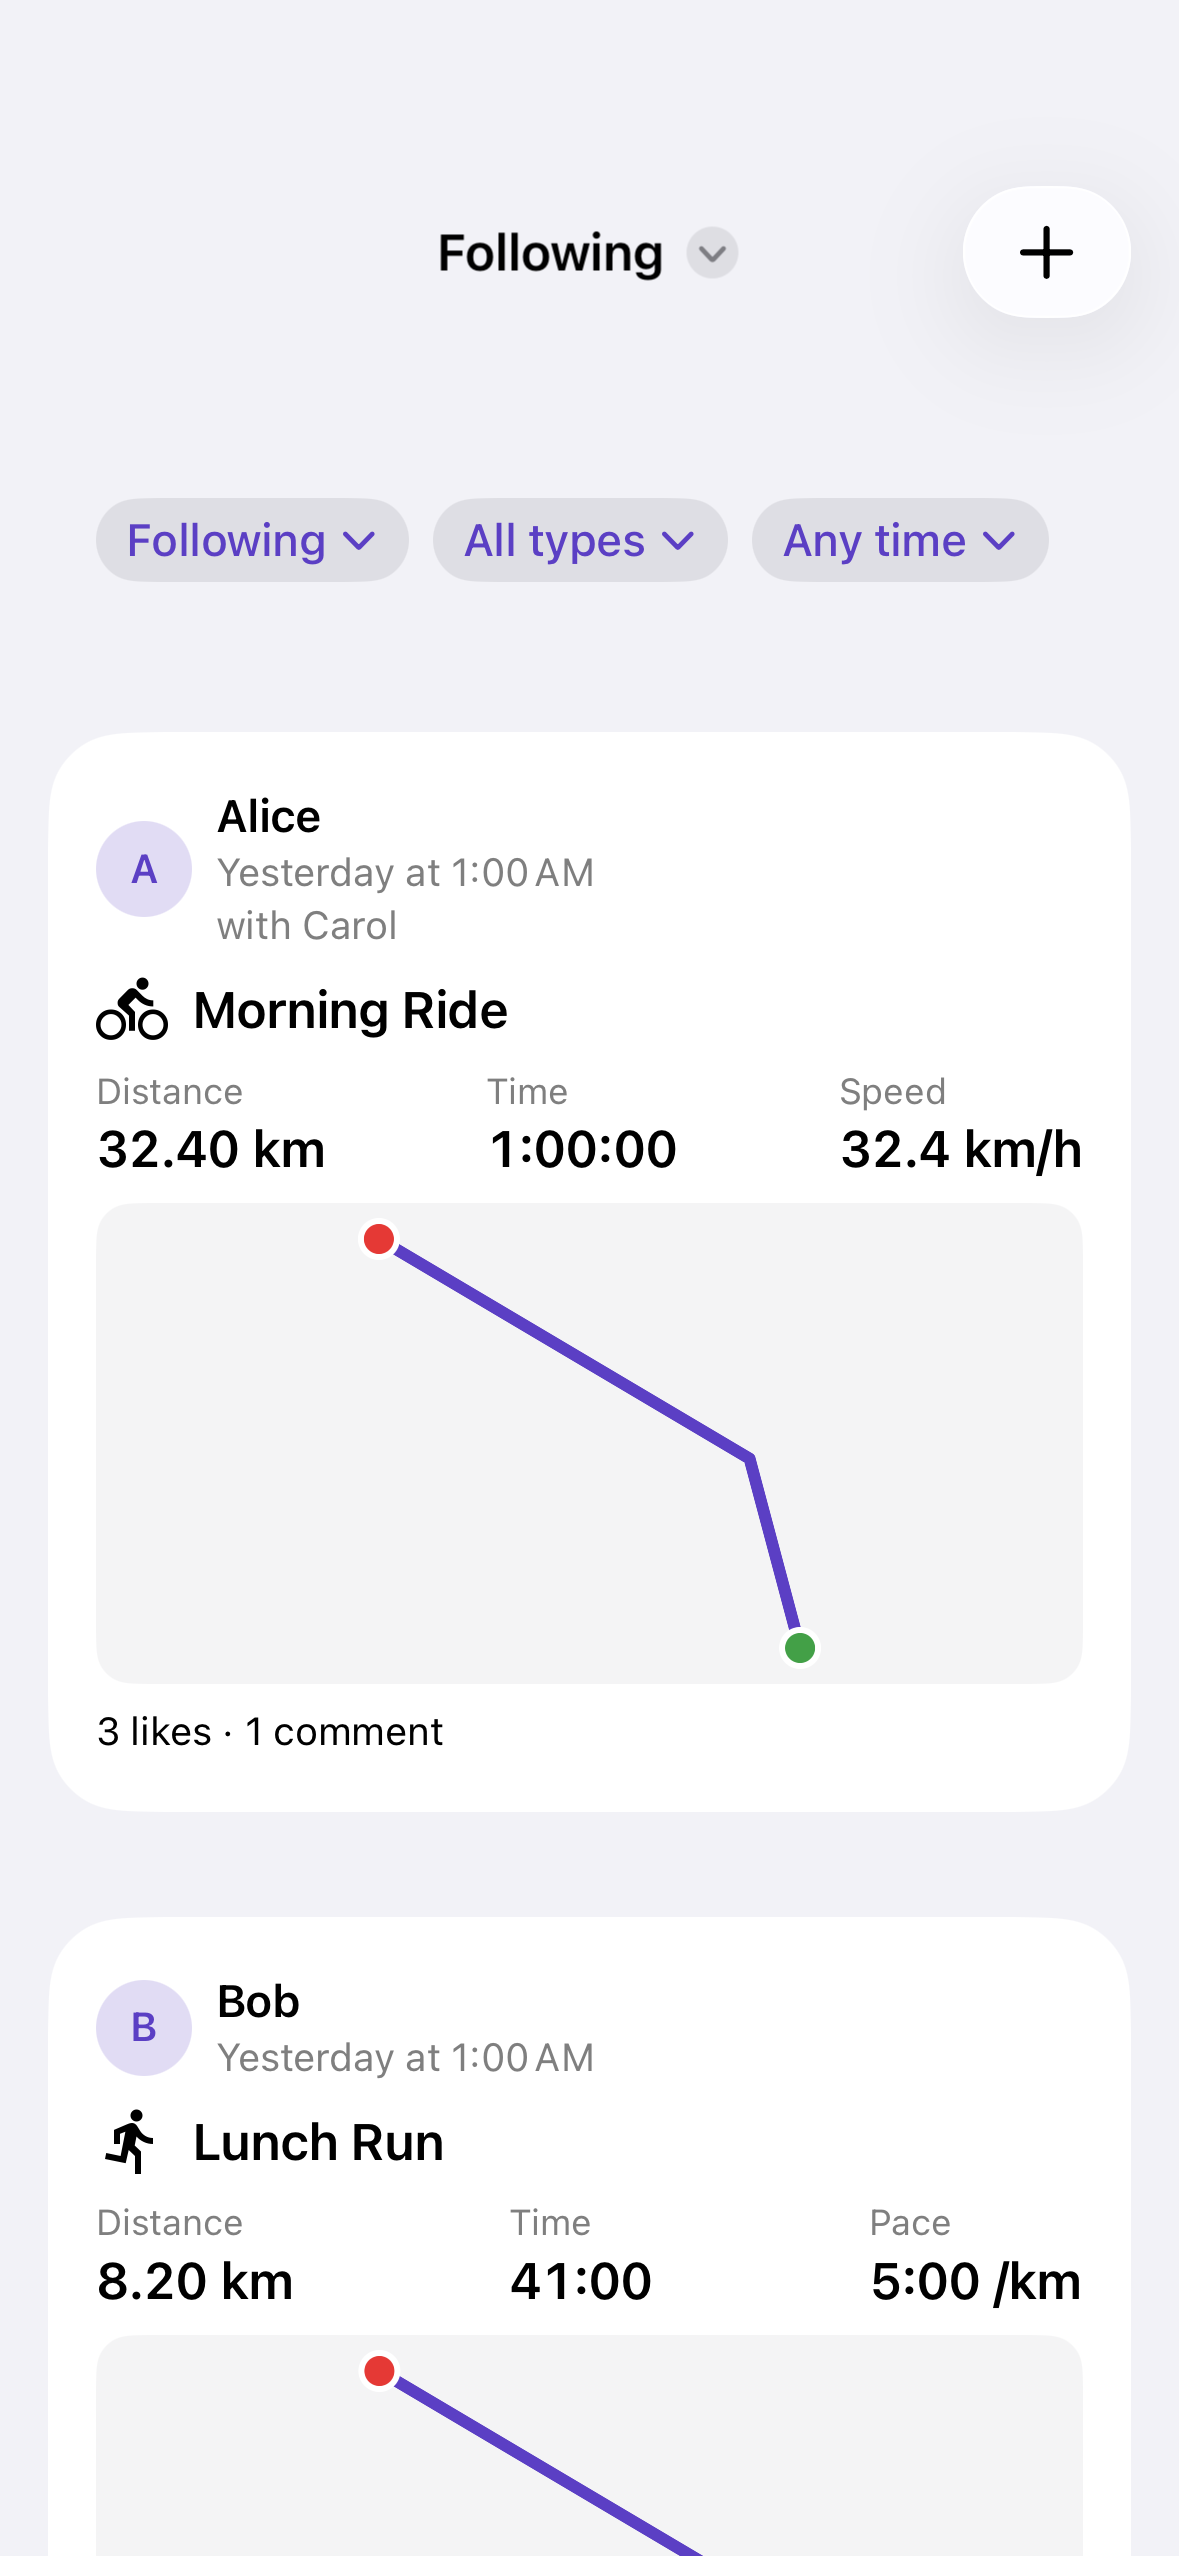 Following
Following
All types
Any time
A
Alice
Yesterday at 1:00 AM
with Carol
Morning Ride
Distance
Time
Speed
32.40 km
1:00:00
32.4 km/h
3 likes · 1 comment
B
Bob
Yesterday at 1:00 AM
Lunch Run
Distance
Time
Pace
8.20 km
41:00
5:00 /km